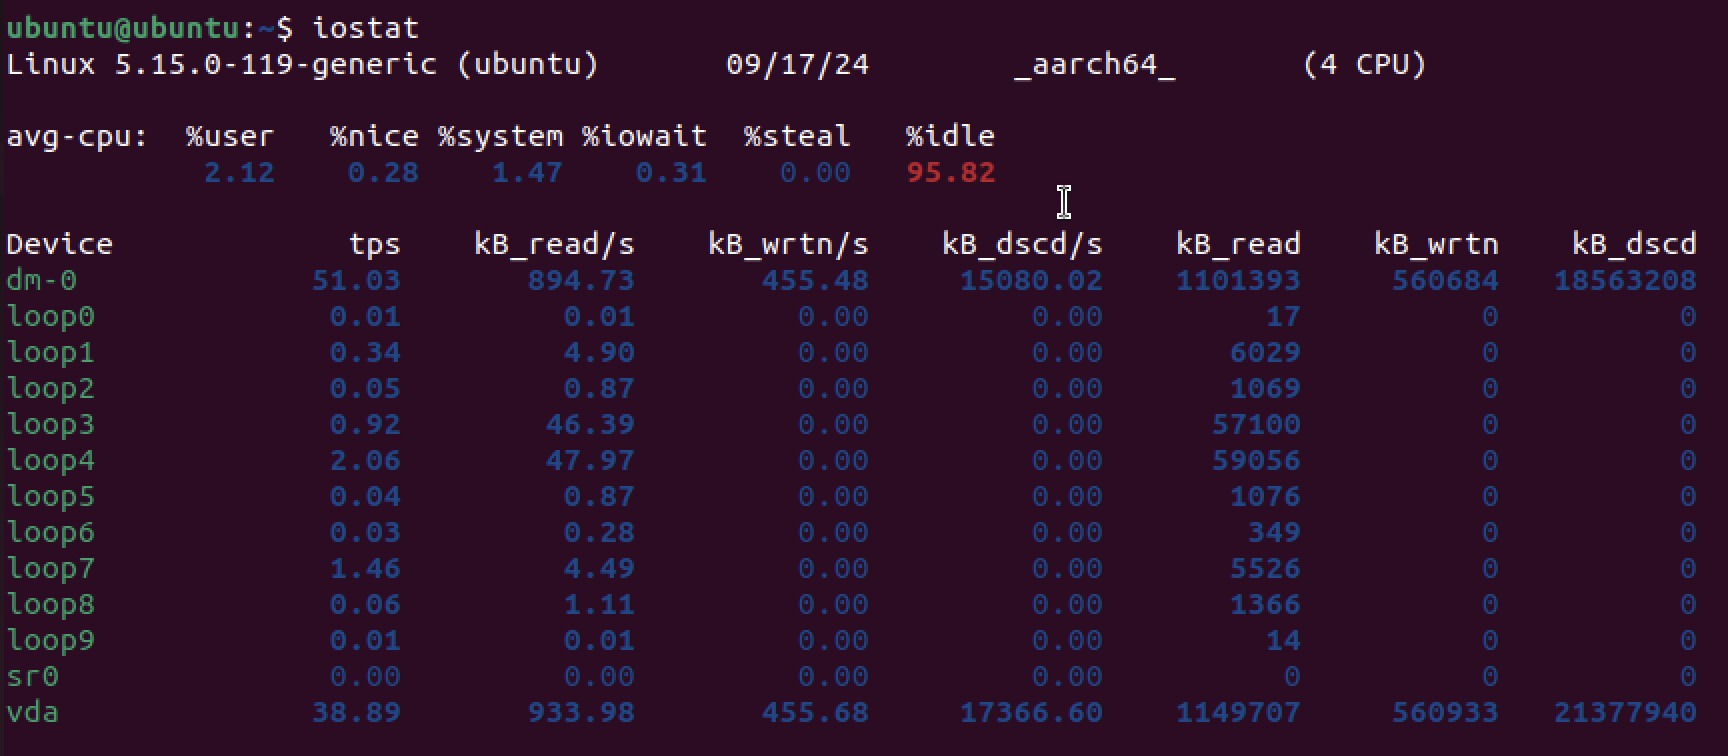 ubuntu@ubuntu:~$ iostat
Linux 5.15.0-119-generic (ubuntu) 09/17/24 _aarch64_ (4 CPU)
avg-cpu: %user %nice %system %iowait %steal %idle
2.12 0.28 1.47 0.31 0.00 95.82
Device tps kB_read/s kB_wrtn/s kB_dscd/s kB_read kB_wrtn kB_dscd
dm-0 51.03 894.73 455.48 15080.02 1101393 560684 18563208
loop0 0.01 0.01 0.00 0.00 17 0 0
loop1 0.34 4.90 0.00 0.00 6029 0 0
loop2 0.05 0.87 0.00 0.00 1069 0 0
loop3 0.92 46.39 0.00 0.00 57100 0 0
loop4 2.06 47.97 0.00 0.00 59056 0 0
loop5 0.04 0.87 0.00 0.00 1076 0 0
loop6 0.03 0.28 0.00 0.00 349 0 0
loop7 1.46 4.49 0.00 0.00 5526 0 0
loop8 0.06 1.11 0.00 0.00 1366 0 0
loop9 0.01 0.01 0.00 0.00 14 0 0
sr0 0.00 0.00 0.00 0.00 0 0 0
vda 38.89 933.98 455.68 17366.60 1149707 560933 21377940